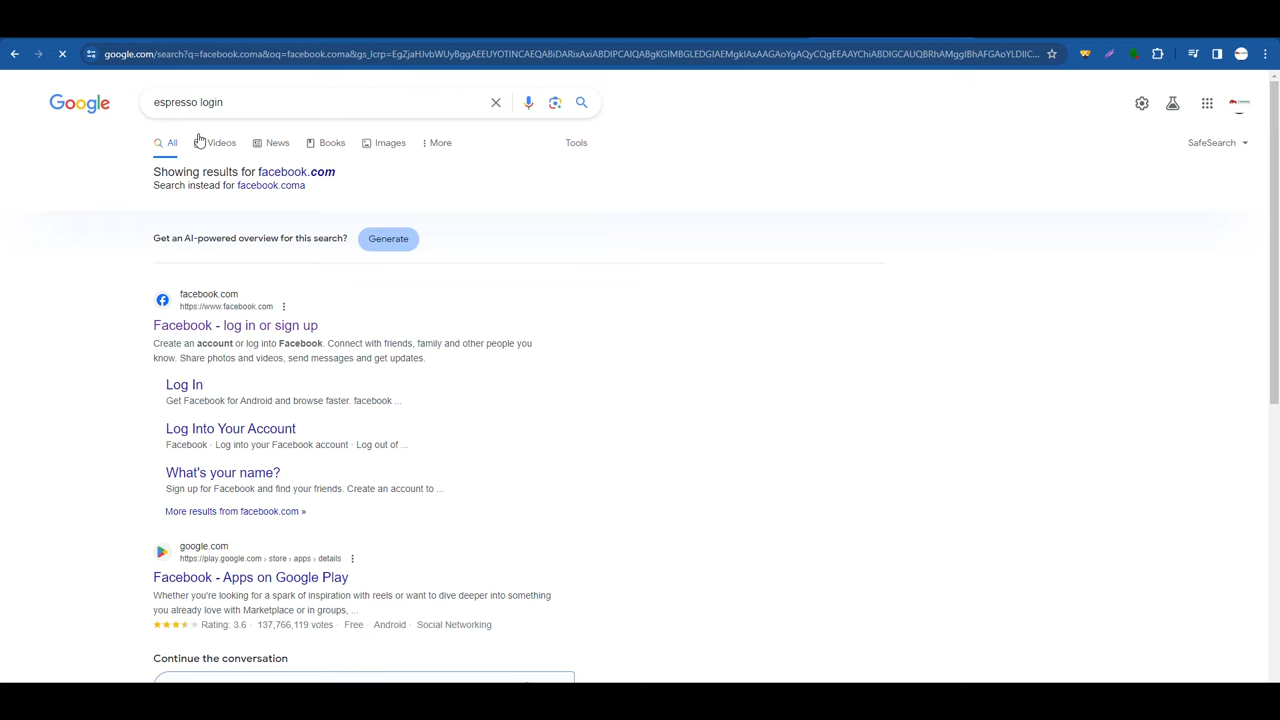 google.com/search?q=facebook.coma&oq=facebook.coma&gs_lcrp=
Google
espresso login
All Videos News Books Images More Tools SafeSearch
Showing results for facebook.com
Search instead for facebook.coma
Get an AI-powered overview for this search? Generate
facebook.com
https://www.facebook.com
Facebook - log in or sign up
Create an account or log into Facebook. Connect with friends, family and other people you
know. Share photos and videos, send messages and get updates.
Log In
Get Facebook for Android and browse faster. facebook ...
Log Into Your Account
Facebook · Log into your Facebook account · Log out of ...
What's your name?
Sign up for Facebook and find your friends. Create an account to ...
More results from facebook.com »
google.com
https://play.google.com › store › apps › details
Facebook - Apps on Google Play
Whether you're looking for a spark of inspiration with reels or want to dive deeper into something
you already love with Marketplace or in groups, ...
Rating: 3.6 · 137,766,119 votes · Free · Android · Social Networking
Continue the conversation